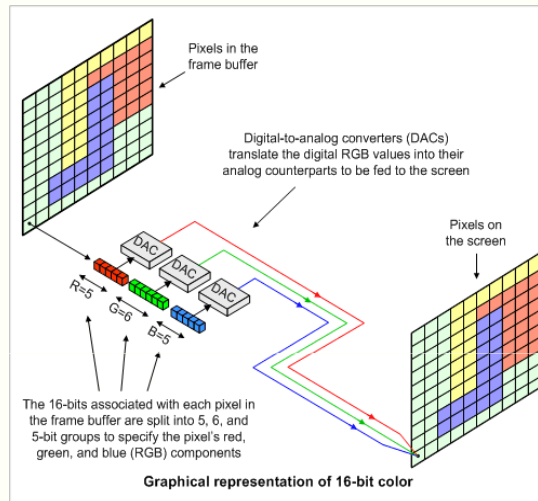 Pixels in the
frame buffer
Digital-to-analog converters (DACs)
translate the digital RGB values into their
analog counterparts to be fed to the screen
Pixels on
the screen
DAC
DAC
DAC
R=5
G=6
B=5
The 16-bits associated with each pixel in
the frame buffer are split into 5, 6, and
5-bit groups to specify the pixel's red,
green, and blue (RGB) components
Graphical representation of 16-bit color